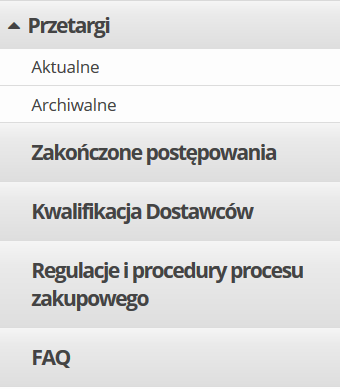 Przetargi
Aktualne
Archiwalne
Zakończone postępowania
Kwalifikacja Dostawców
Regulacje i procedury procesu
zakupowego
FAQ